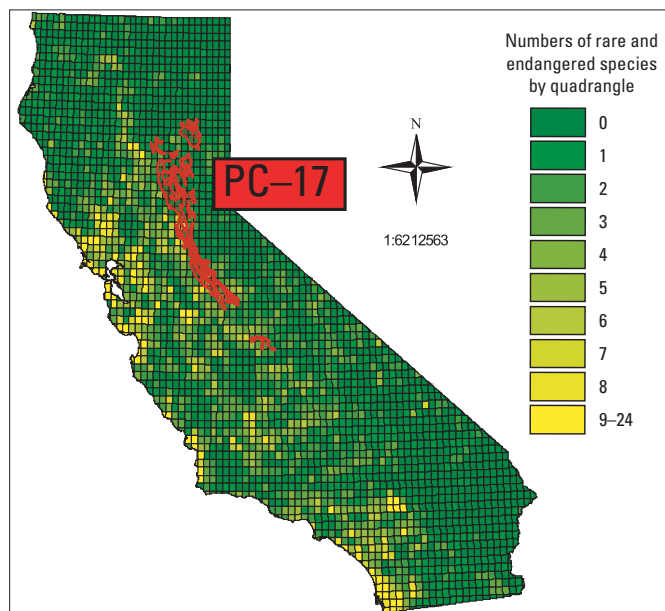 Numbers of rare and
endangered species
by quadrangle
0
1
2
3
4
5
6
7
8
9–24
N
1:6212563
PC–17